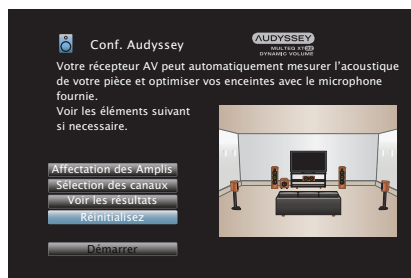 Conf. Audyssey
AUDYSSEY
MULTEQ XT32
DYNAMIC VOLUME
Votre récepteur AV peut automatiquement mesurer l'acoustique
de votre pièce et optimiser vos enceintes avec le microphone
fournie.
Voir les éléments suivant
si necessaire.
Affectation des Amplis
Sélection des canaux
Voir les résultats
Réinitialisez
Démarrer